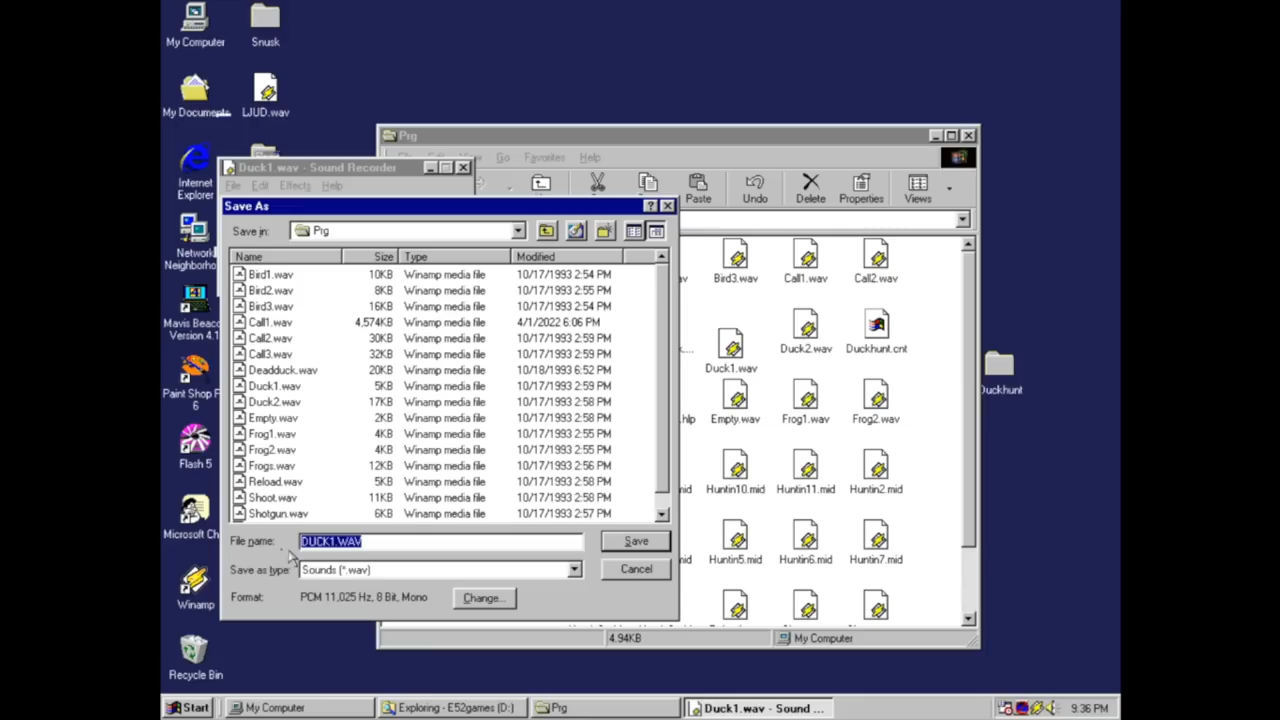 My Computer
Snusk
My Documents
LJUD.wav
Internet
Explorer
Network
Neighborho
Mavis Beac
Version 4.1
Paint Shop P
6
Flash 5
Microsoft Ch
Winamp
Recycle Bin
Duck1.wav - Sound Recorder
File Edit Effects Help
Prg
Go Favorites Help
Paste Undo Delete Properties Views
Save As
Save in: Prg
Name Size Type Modified
Bird1.wav 10KB Winamp media file 10/17/1993 2:54 PM
Bird2.wav 8KB Winamp media file 10/17/1993 2:55 PM
Bird3.wav 16KB Winamp media file 10/17/1993 2:54 PM
Call1.wav 4,574KB Winamp media file 4/1/2022 6:06 PM
Call2.wav 30KB Winamp media file 10/17/1993 2:59 PM
Call3.wav 32KB Winamp media file 10/17/1993 2:59 PM
Deadduck.wav 20KB Winamp media file 10/18/1993 6:52 PM
Duck1.wav 5KB Winamp media file 10/17/1993 2:59 PM
Duck2.wav 17KB Winamp media file 10/17/1993 2:58 PM
Empty.wav 2KB Winamp media file 10/17/1993 2:58 PM
Frog1.wav 4KB Winamp media file 10/17/1993 2:55 PM
Frog2.wav 4KB Winamp media file 10/17/1993 2:55 PM
Frogs.wav 12KB Winamp media file 10/17/1993 2:56 PM
Reload.wav 5KB Winamp media file 10/17/1993 2:58 PM
Shoot.wav 11KB Winamp media file 10/17/1993 2:58 PM
Shotgun.wav 6KB Winamp media file 10/17/1993 2:57 PM
File name: DUCK1.WAV Save
Save as type: Sounds (*.wav) Cancel
Format: PCM 11,025 Hz, 8 Bit, Mono Change...
Bird3.wav Call1.wav Call2.wav
Duck1.wav Duck2.wav Duckhunt.cnt
.hlp Empty.wav Frog1.wav Frog2.wav
mid Huntin10.mid Huntin11.mid Huntin2.mid
mid Huntin5.mid Huntin6.mid Huntin7.mid
4.94KB My Computer
Duckhunt
Start My Computer Exploring - E52games (D:) Prg Duck1.wav - Sound ... 9:36 PM